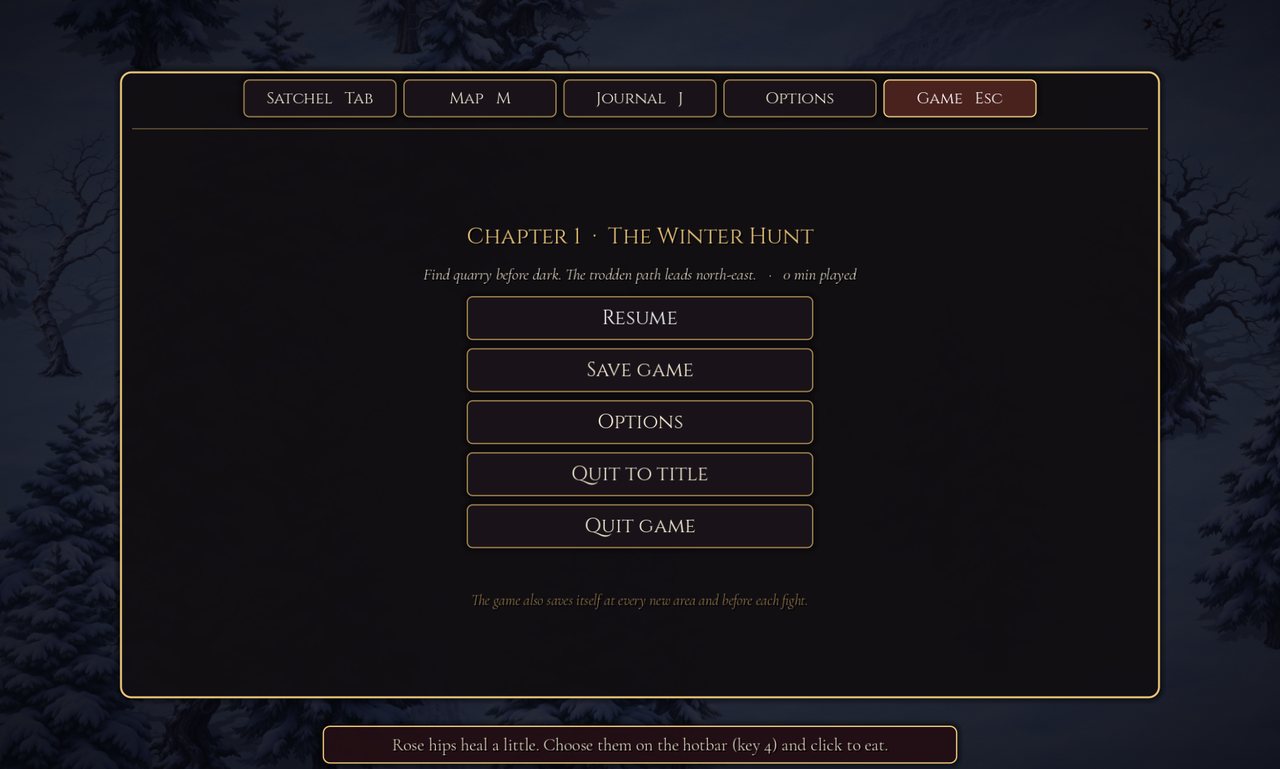 Satchel Tab
Map M
Journal J
Options
Game Esc
Chapter 1 · The Winter Hunt
Find quarry before dark. The trodden path leads north-east. · 0 min played
Resume
Save game
Options
Quit to title
Quit game
The game also saves itself at every new area and before each fight.
Rose hips heal a little. Choose them on the hotbar (key 4) and click to eat.